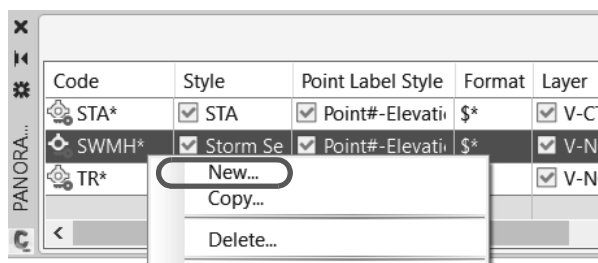 Code Style Point Label Style Format Layer
STA* STA Point#-Elevati $* V-C
SWMH* Storm Se Point#-Elevati $* V-N
TR* V-N
New...
Copy...
Delete...
PANORA...